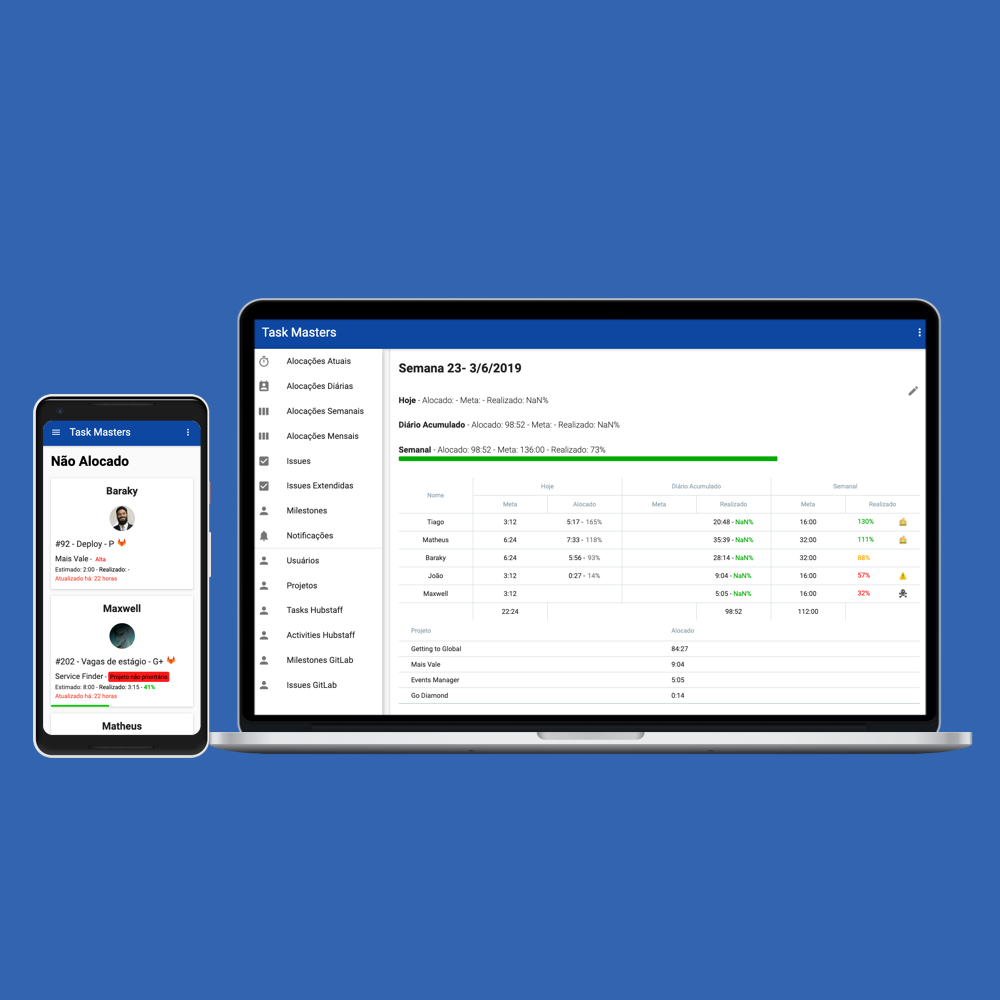 Task Masters
Não Alocado
Baraky
#92 - Deploy - P
Mais Vale - Alta
Estimado: 2:00 - Realizado: -
Atualizado há: 22 horas
Maxwell
#202 - Vagas de estágio - G+
Service Finder - Projeto não prioritário
Estimado: 8:00 - Realizado: 3:15 - 41%
Atualizado há: 22 horas
Matheus
Task Masters
Alocações Atuais
Alocações Diárias
Alocações Semanais
Alocações Mensais
Issues
Issues Extendidas
Milestones
Notificações
Usuários
Projetos
Tasks Hubstaff
Activities Hubstaff
Milestones GitLab
Issues GitLab
Semana 23- 3/6/2019
Hoje - Alocado: - Meta: - Realizado: NaN%
Diário Acumulado - Alocado: 98:52 - Meta: - Realizado: NaN%
Semanal - Alocado: 98:52 - Meta: 136:00 - Realizado: 73%
Nome Hoje Diário Acumulado Semanal
Meta Alocado Meta Realizado Meta Realizado
Tiago 3:12 5:17 - 165% 20:48 - NaN% 16:00 130%
Matheus 6:24 7:33 - 118% 35:39 - NaN% 32:00 111%
Baraky 6:24 5:56 - 93% 28:14 - NaN% 32:00 88%
João 3:12 0:27 - 14% 9:04 - NaN% 16:00 57%
Maxwell 3:12 5:05 - NaN% 16:00 32%
22:24 98:52 112:00
Projeto Alocado
Getting to Global 84:27
Mais Vale 9:04
Events Manager 5:05
Go Diamond 0:14